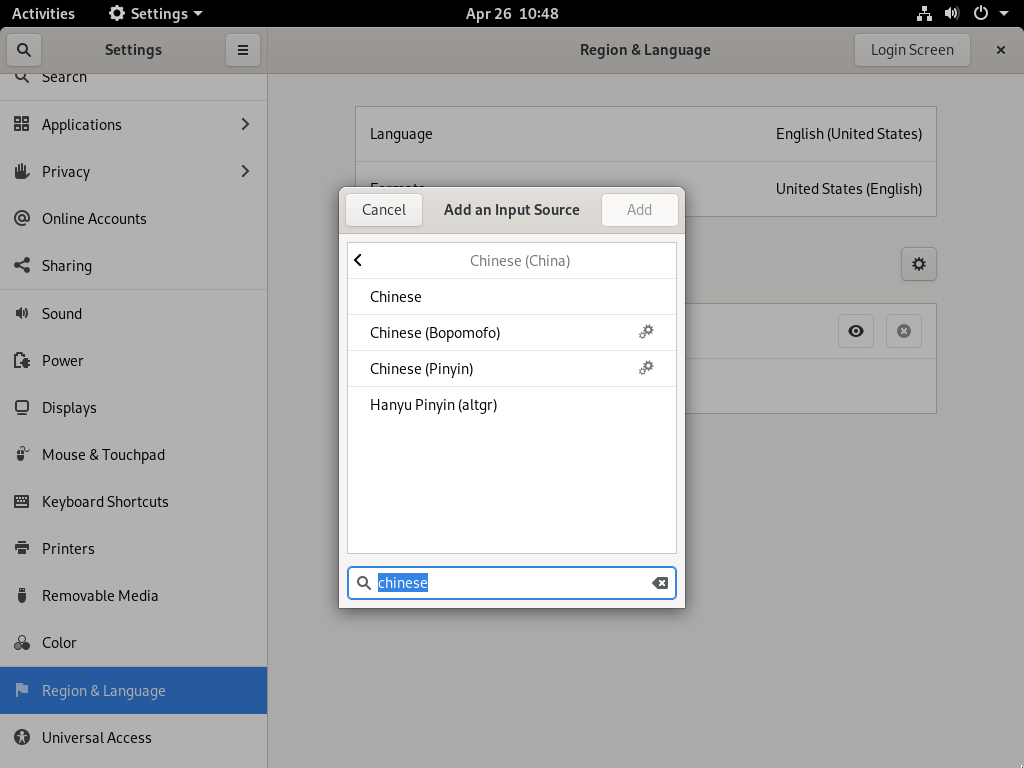 Activities Settings Apr 26 10:48
Settings Region & Language Login Screen
Search
Applications
Privacy
Online Accounts
Sharing
Sound
Power
Displays
Mouse & Touchpad
Keyboard Shortcuts
Printers
Removable Media
Color
Region & Language
Universal Access
Language English (United States)
Formats United States (English)
Cancel Add an Input Source Add
Chinese (China)
Chinese
Chinese (Bopomofo)
Chinese (Pinyin)
Hanyu Pinyin (altgr)
chinese